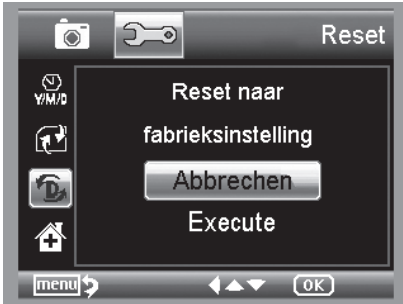 Reset
Y/M/D
Reset naar
fabrieksinstelling
Abbrechen
Execute
D
menu
OK